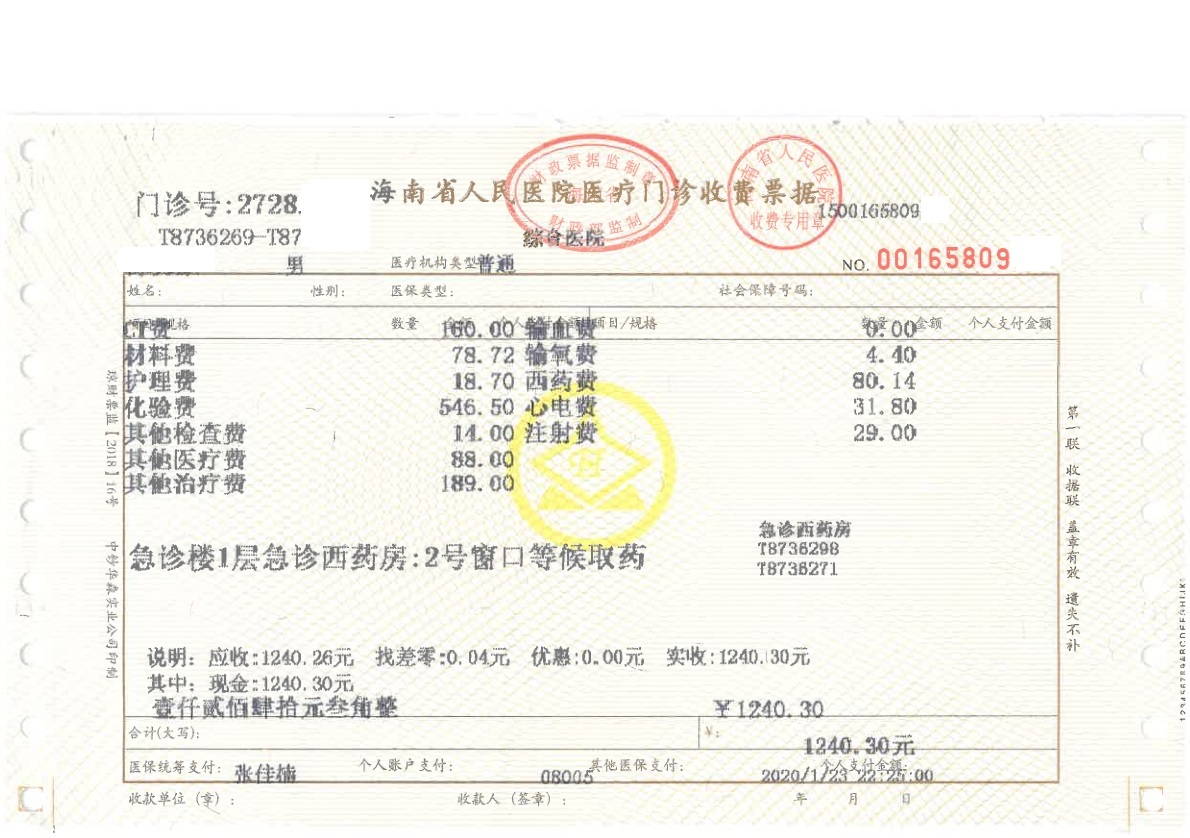 海南省人民医院医疗门诊收费票据
财政票据监制章
财政部监制
海南省人民医院
收费专用章
门诊号:2728.
1500165809
T8736269-T87
综合医院
男
医疗机构类型:
普通
NO. 00165809
姓名: 性别: 医保类型: 社会保障号码:
项目/规格 数量 金额 个人支付金额 项目/规格 数量 金额 个人支付金额
CT费 160.00 输血费 0.00
材料费 78.72 输氧费 4.40
护理费 18.70 西药费 80.14
化验费 546.50 心电费 31.80
其他检查费 14.00 注射费 29.00
其他医疗费 88.00
其他治疗费 189.00
急诊西药房
T8736298
T8736271
急诊楼1层急诊西药房:2号窗口等候取药
说明: 应收:1240.26元 找差零:0.04元 优惠:0.00元 实收:1240.30元
其中: 现金:1240.30元
壹仟贰佰肆拾元叁角整 ￥1240.30
合计(大写): ￥:
1240.30元
医保统筹支付: 个人账户支付: 其他医保支付: 个人支付金额:
张佳楠 08005 2020/1/23 22:25:00
收款单位（章）: 收款人（签章）: 年 月 日
琼财票监【2018】16号
中钞华森实业公司印制
第一联 收据联 盖章有效 遗失不补